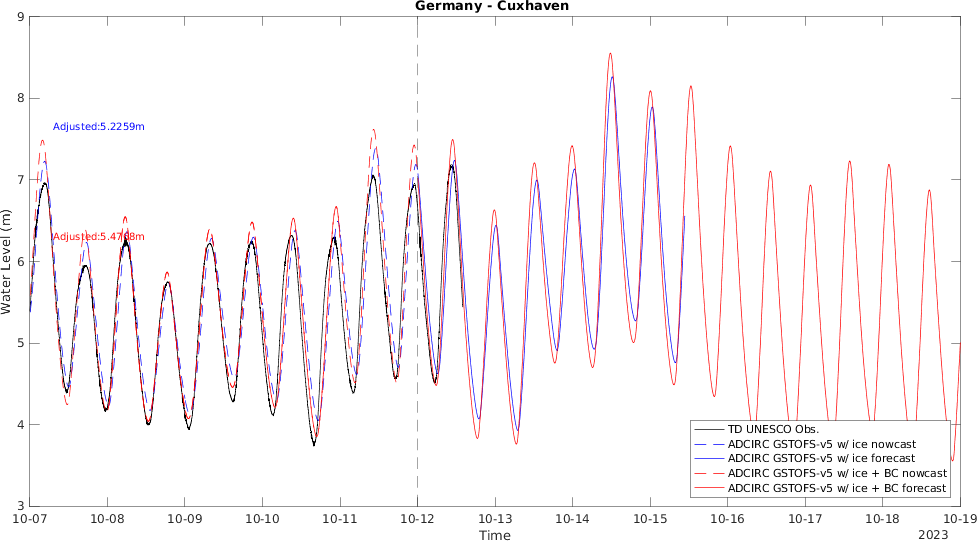 Germany - Cuxhaven
9
8
7
6
5
4
3
Water Level (m)
Adjusted:5.2259m
Adjusted:5.4768m
TD UNESCO Obs.
ADCIRC GSTOFS-v5 w/ ice nowcast
ADCIRC GSTOFS-v5 w/ ice forecast
ADCIRC GSTOFS-v5 w/ ice + BC nowcast
ADCIRC GSTOFS-v5 w/ ice + BC forecast
10-07 10-08 10-09 10-10 10-11 10-12 10-13 10-14 10-15 10-16 10-17 10-18 10-19
Time
2023